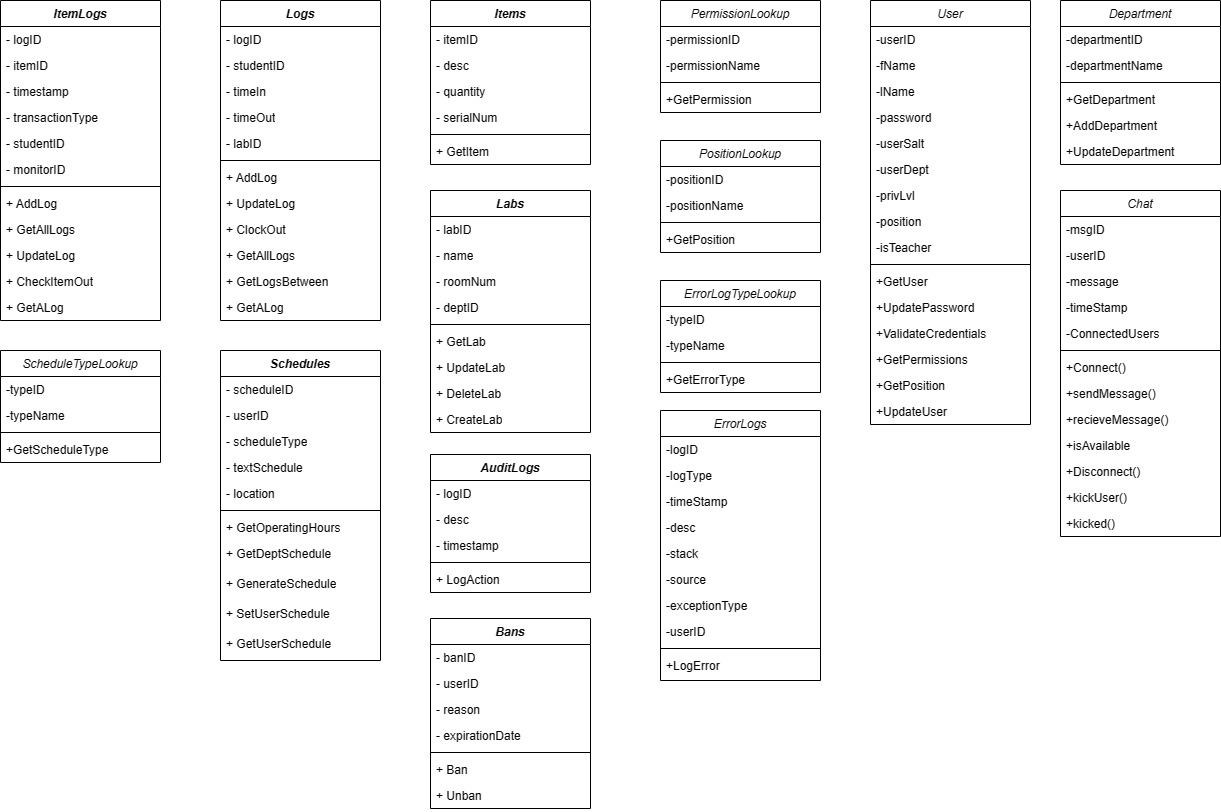 ItemLogs
- logID
- itemID
- timestamp
- transactionType
- studentID
- monitorID
+ AddLog
+ GetAllLogs
+ UpdateLog
+ CheckItemOut
+ GetALog
ScheduleTypeLookup
-typeID
-typeName
+GetScheduleType
Logs
- logID
- studentID
- timeIn
- timeOut
- labID
+ AddLog
+ UpdateLog
+ ClockOut
+ GetAllLogs
+ GetLogsBetween
+ GetALog
Schedules
- scheduleID
- userID
- scheduleType
- textSchedule
- location
+ GetOperatingHours
+ GetDeptSchedule
+ GenerateSchedule
+ SetUserSchedule
+ GetUserSchedule
Items
- itemID
- desc
- quantity
- serialNum
+ GetItem
Labs
- labID
- name
- roomNum
- deptID
+ GetLab
+ UpdateLab
+ DeleteLab
+ CreateLab
AuditLogs
- logID
- desc
- timestamp
+ LogAction
Bans
- banID
- userID
- reason
- expirationDate
+ Ban
+ Unban
PermissionLookup
-permissionID
-permissionName
+GetPermission
PositionLookup
-positionID
-positionName
+GetPosition
ErrorLogTypeLookup
-typeID
-typeName
+GetErrorType
ErrorLogs
-logID
-logType
-timeStamp
-desc
-stack
-source
-exceptionType
-userID
+LogError
User
-userID
-fName
-lName
-password
-userSalt
-userDept
-privLvl
-position
-isTeacher
+GetUser
+UpdatePassword
+ValidateCredentials
+GetPermissions
+GetPosition
+UpdateUser
Department
-departmentID
-departmentName
+GetDepartment
+AddDepartment
+UpdateDepartment
Chat
-msgID
-userID
-message
-timeStamp
-ConnectedUsers
+Connect()
+sendMessage()
+recieveMessage()
+isAvailable
+Disconnect()
+kickUser()
+kicked()